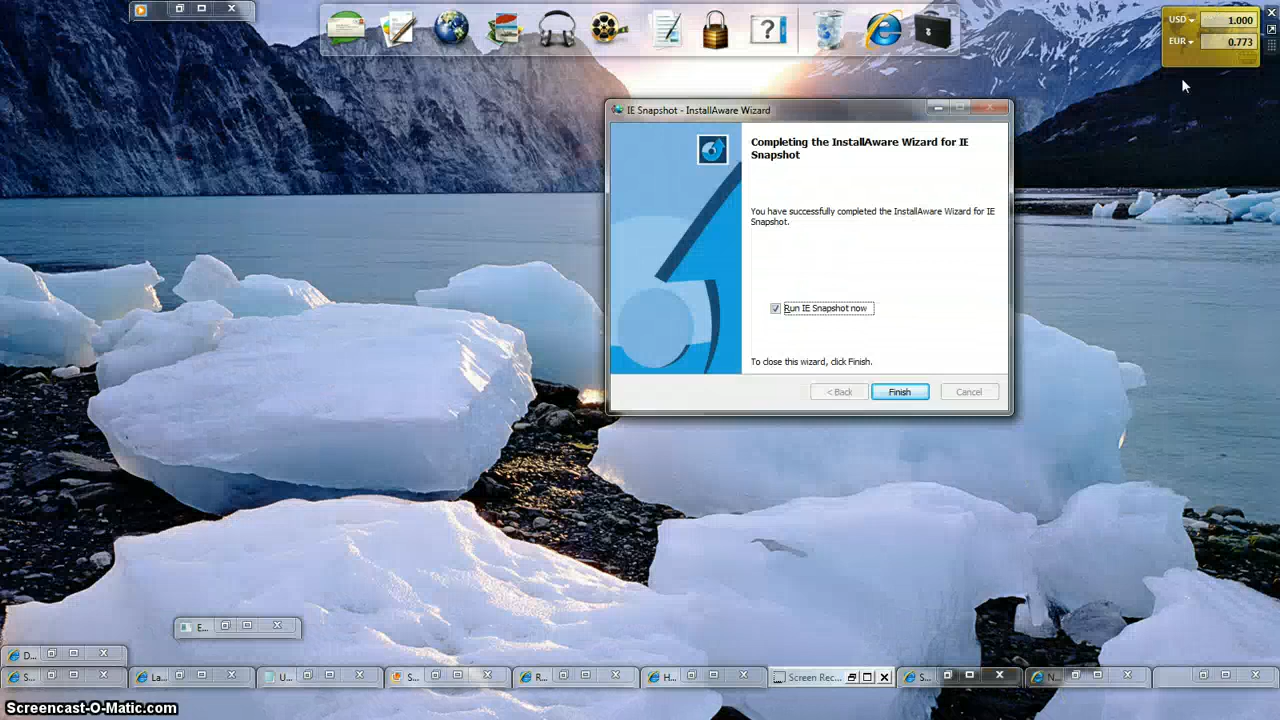 USD 1.000
EUR 0.773
IE Snapshot - InstallAware Wizard
Completing the InstallAware Wizard for IE
Snapshot
You have successfully completed the InstallAware Wizard for IE
Snapshot.
Run IE Snapshot now
To close this wizard, click Finish.
< Back Finish Cancel
E...
D...
S... La... U... S... R... H... Screen Rec... S... N...
Screencast-O-Matic.com